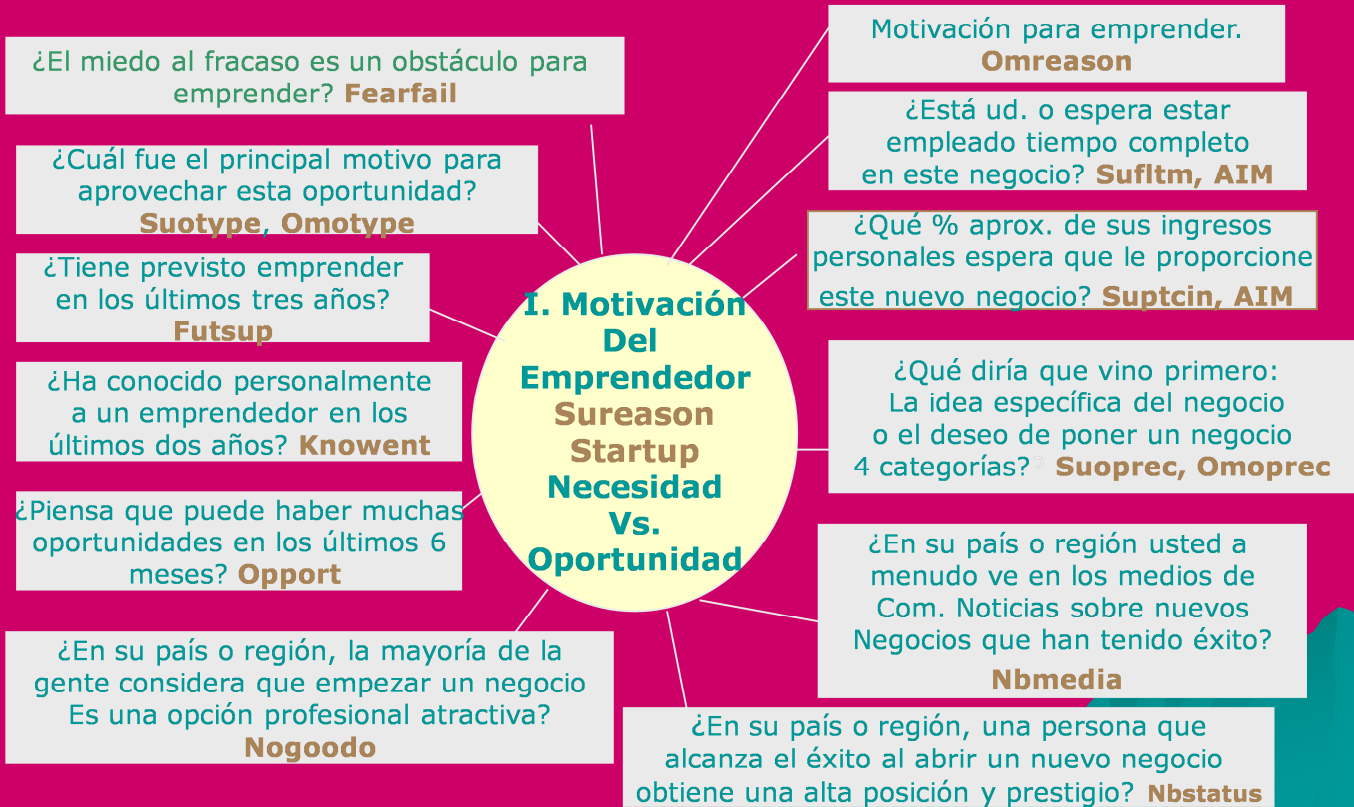 ¿El miedo al fracaso es un obstáculo para
emprender? Fearfail
¿Cuál fue el principal motivo para
aprovechar esta oportunidad?
Suotype, Omotype
¿Tiene previsto emprender
en los últimos tres años?
Futsup
¿Ha conocido personalmente
a un emprendedor en los
últimos dos años? Knowent
¿Piensa que puede haber muchas
oportunidades en los últimos 6
meses? Opport
¿En su país o región, la mayoría de la
gente considera que empezar un negocio
Es una opción profesional atractiva?
Nogoodo
I. Motivación
Del
Emprendedor
Sureason
Startup
Necesidad
Vs.
Oportunidad
Motivación para emprender.
Omreason
¿Está ud. o espera estar
empleado tiempo completo
en este negocio? Sufltm, AIM
¿Qué % aprox. de sus ingresos
personales espera que le proporcione
este nuevo negocio? Suptcin, AIM
¿Qué diría que vino primero:
La idea específica del negocio
o el deseo de poner un negocio
4 categorías? Suoprec, Omoprec
¿En su país o región usted a
menudo ve en los medios de
Com. Noticias sobre nuevos
Negocios que han tenido éxito?
Nbmedia
¿En su país o región, una persona que
alcanza el éxito al abrir un nuevo negocio
obtiene una alta posición y prestigio? Nbstatus